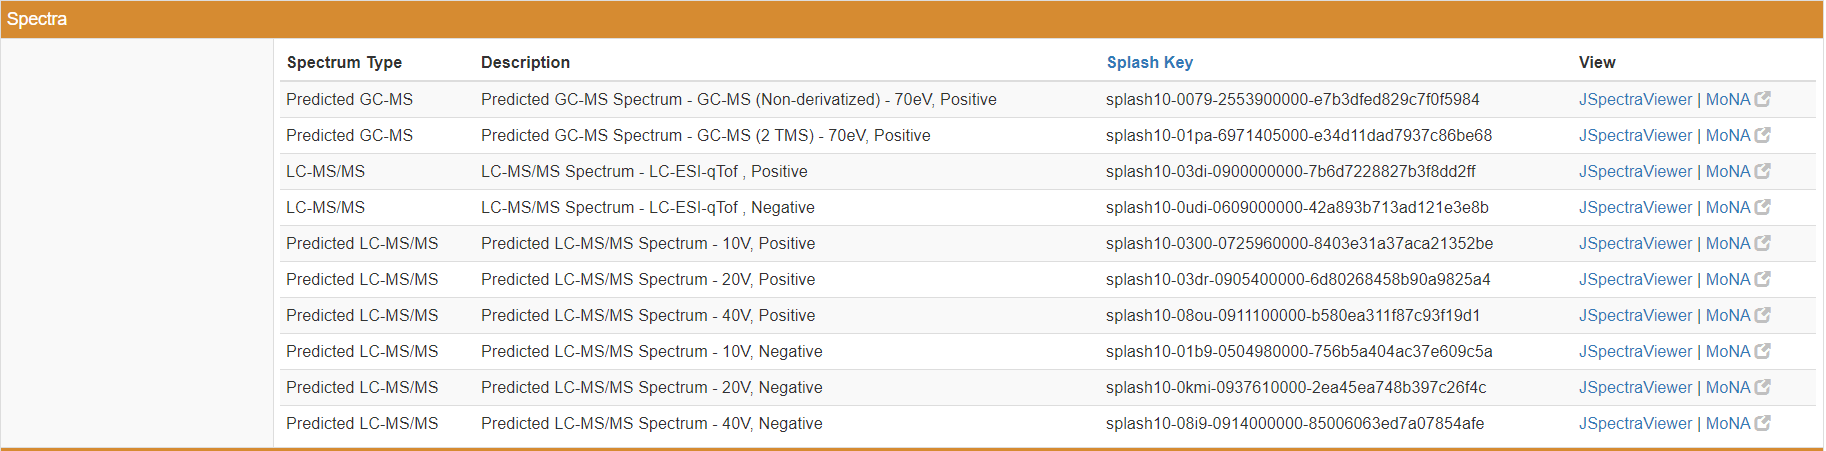 Spectra
Spectrum Type Description Splash Key View
Predicted GC-MS Predicted GC-MS Spectrum - GC-MS (Non-derivatized) - 70eV, Positive splash10-0079-2553900000-e7b3dfed829c7f0f5984 JSpectraViewer | MoNA
Predicted GC-MS Predicted GC-MS Spectrum - GC-MS (2 TMS) - 70eV, Positive splash10-01pa-6971405000-e34d11dad7937c86be68 JSpectraViewer | MoNA
LC-MS/MS LC-MS/MS Spectrum - LC-ESI-qTof , Positive splash10-03di-0900000000-7b6d7228827b3f8dd2ff JSpectraViewer | MoNA
LC-MS/MS LC-MS/MS Spectrum - LC-ESI-qTof , Negative splash10-0udi-0609000000-42a893b713ad121e3e8b JSpectraViewer | MoNA
Predicted LC-MS/MS Predicted LC-MS/MS Spectrum - 10V, Positive splash10-0300-0725960000-8403e31a37aca21352be JSpectraViewer | MoNA
Predicted LC-MS/MS Predicted LC-MS/MS Spectrum - 20V, Positive splash10-03dr-0905400000-6d80268458b90a9825a4 JSpectraViewer | MoNA
Predicted LC-MS/MS Predicted LC-MS/MS Spectrum - 40V, Positive splash10-08ou-0911100000-b580ea311f87c93f19d1 JSpectraViewer | MoNA
Predicted LC-MS/MS Predicted LC-MS/MS Spectrum - 10V, Negative splash10-01b9-0504980000-756b5a404ac37e609c5a JSpectraViewer | MoNA
Predicted LC-MS/MS Predicted LC-MS/MS Spectrum - 20V, Negative splash10-0kmi-0937610000-2ea45ea748b397c26f4c JSpectraViewer | MoNA
Predicted LC-MS/MS Predicted LC-MS/MS Spectrum - 40V, Negative splash10-08i9-0914000000-85006063ed7a07854afe JSpectraViewer | MoNA